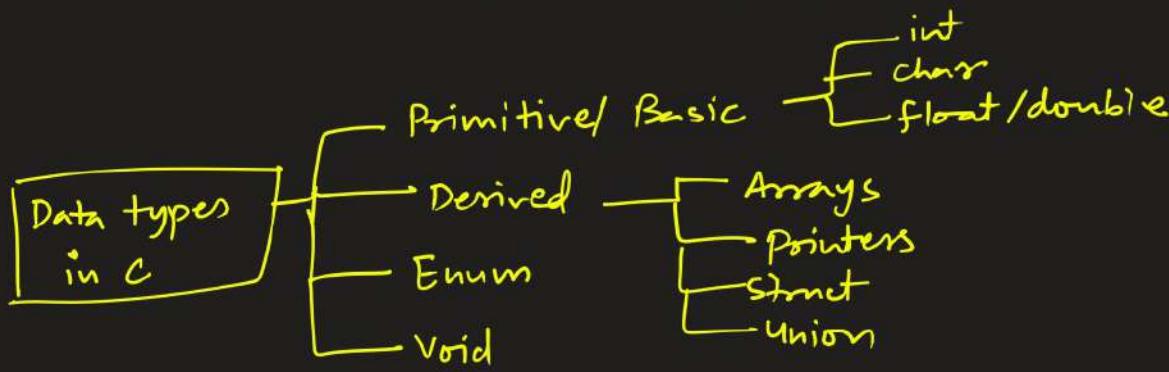 Data types
in C
Primitive/ Basic
int
char
float/double
Derived
Arrays
Pointers
struct
union
Enum
Void